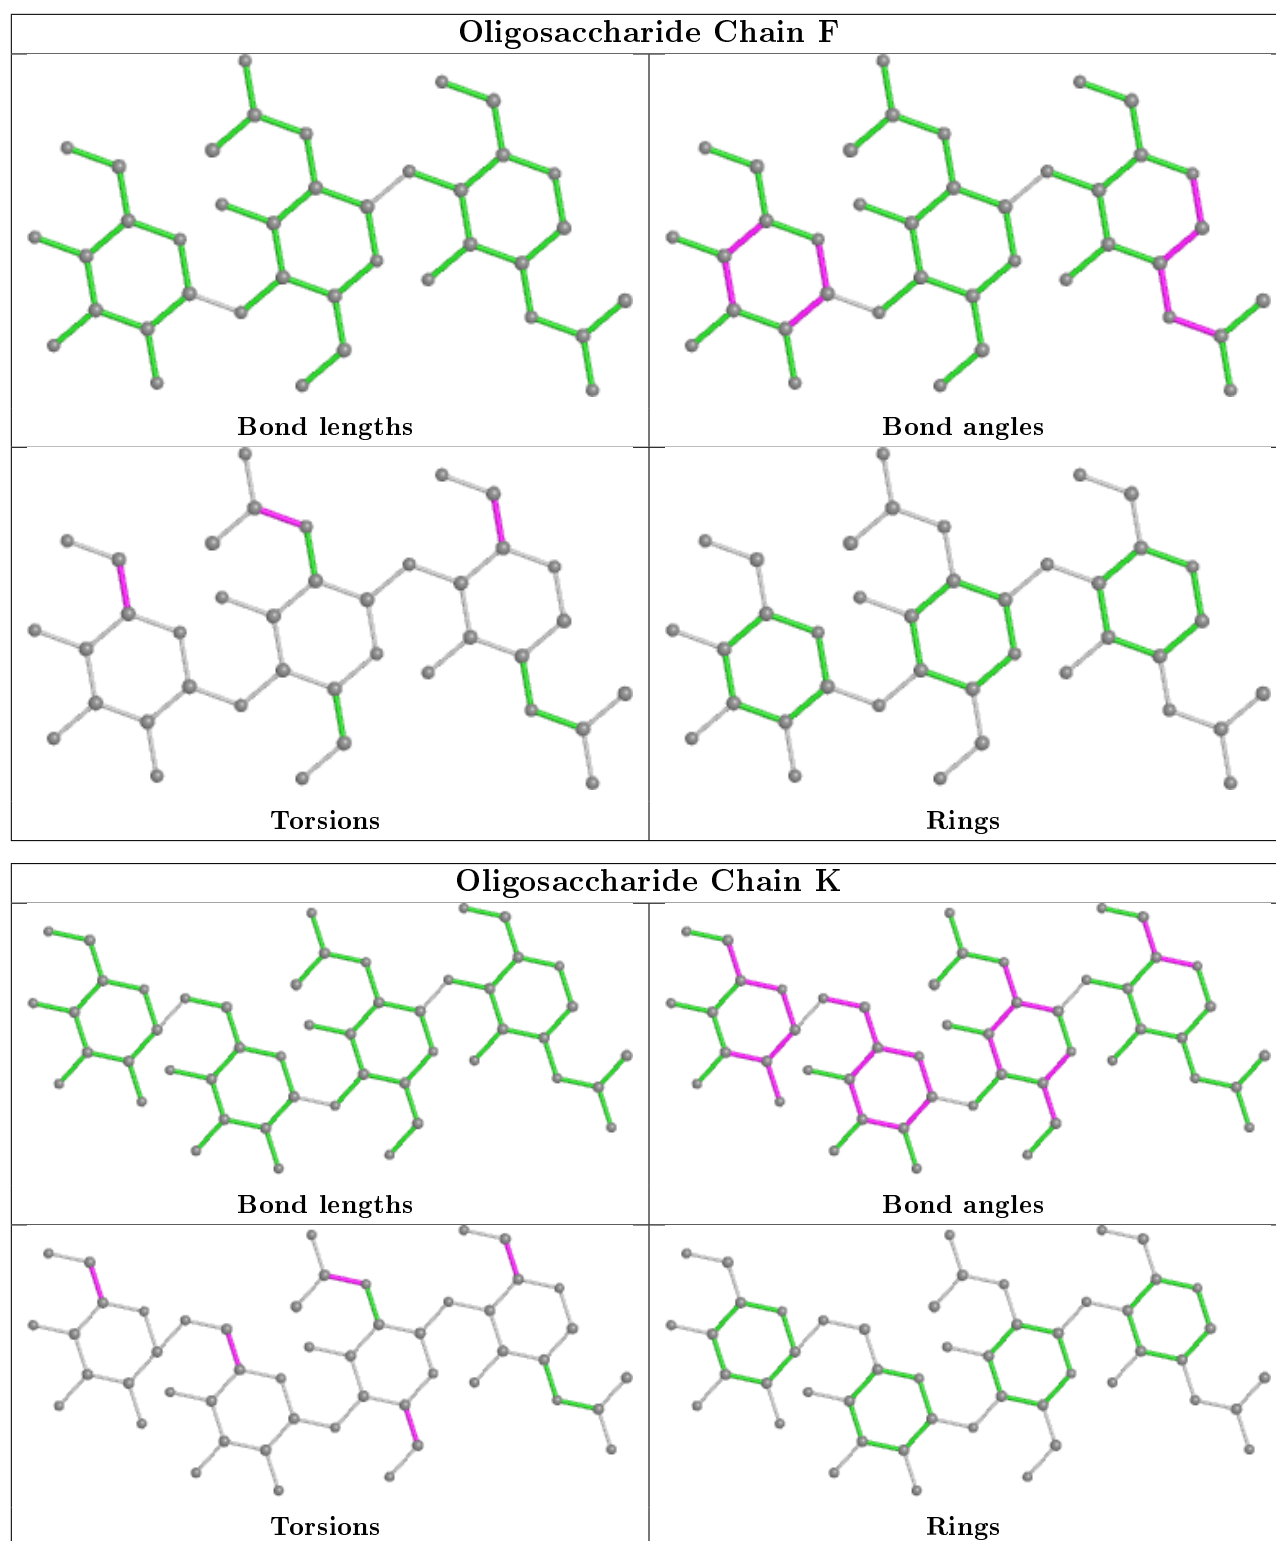 Oligosaccharide Chain F
Bond lengths
Bond angles
Torsions
Rings
Oligosaccharide Chain K
Bond lengths
Bond angles
Torsions
Rings